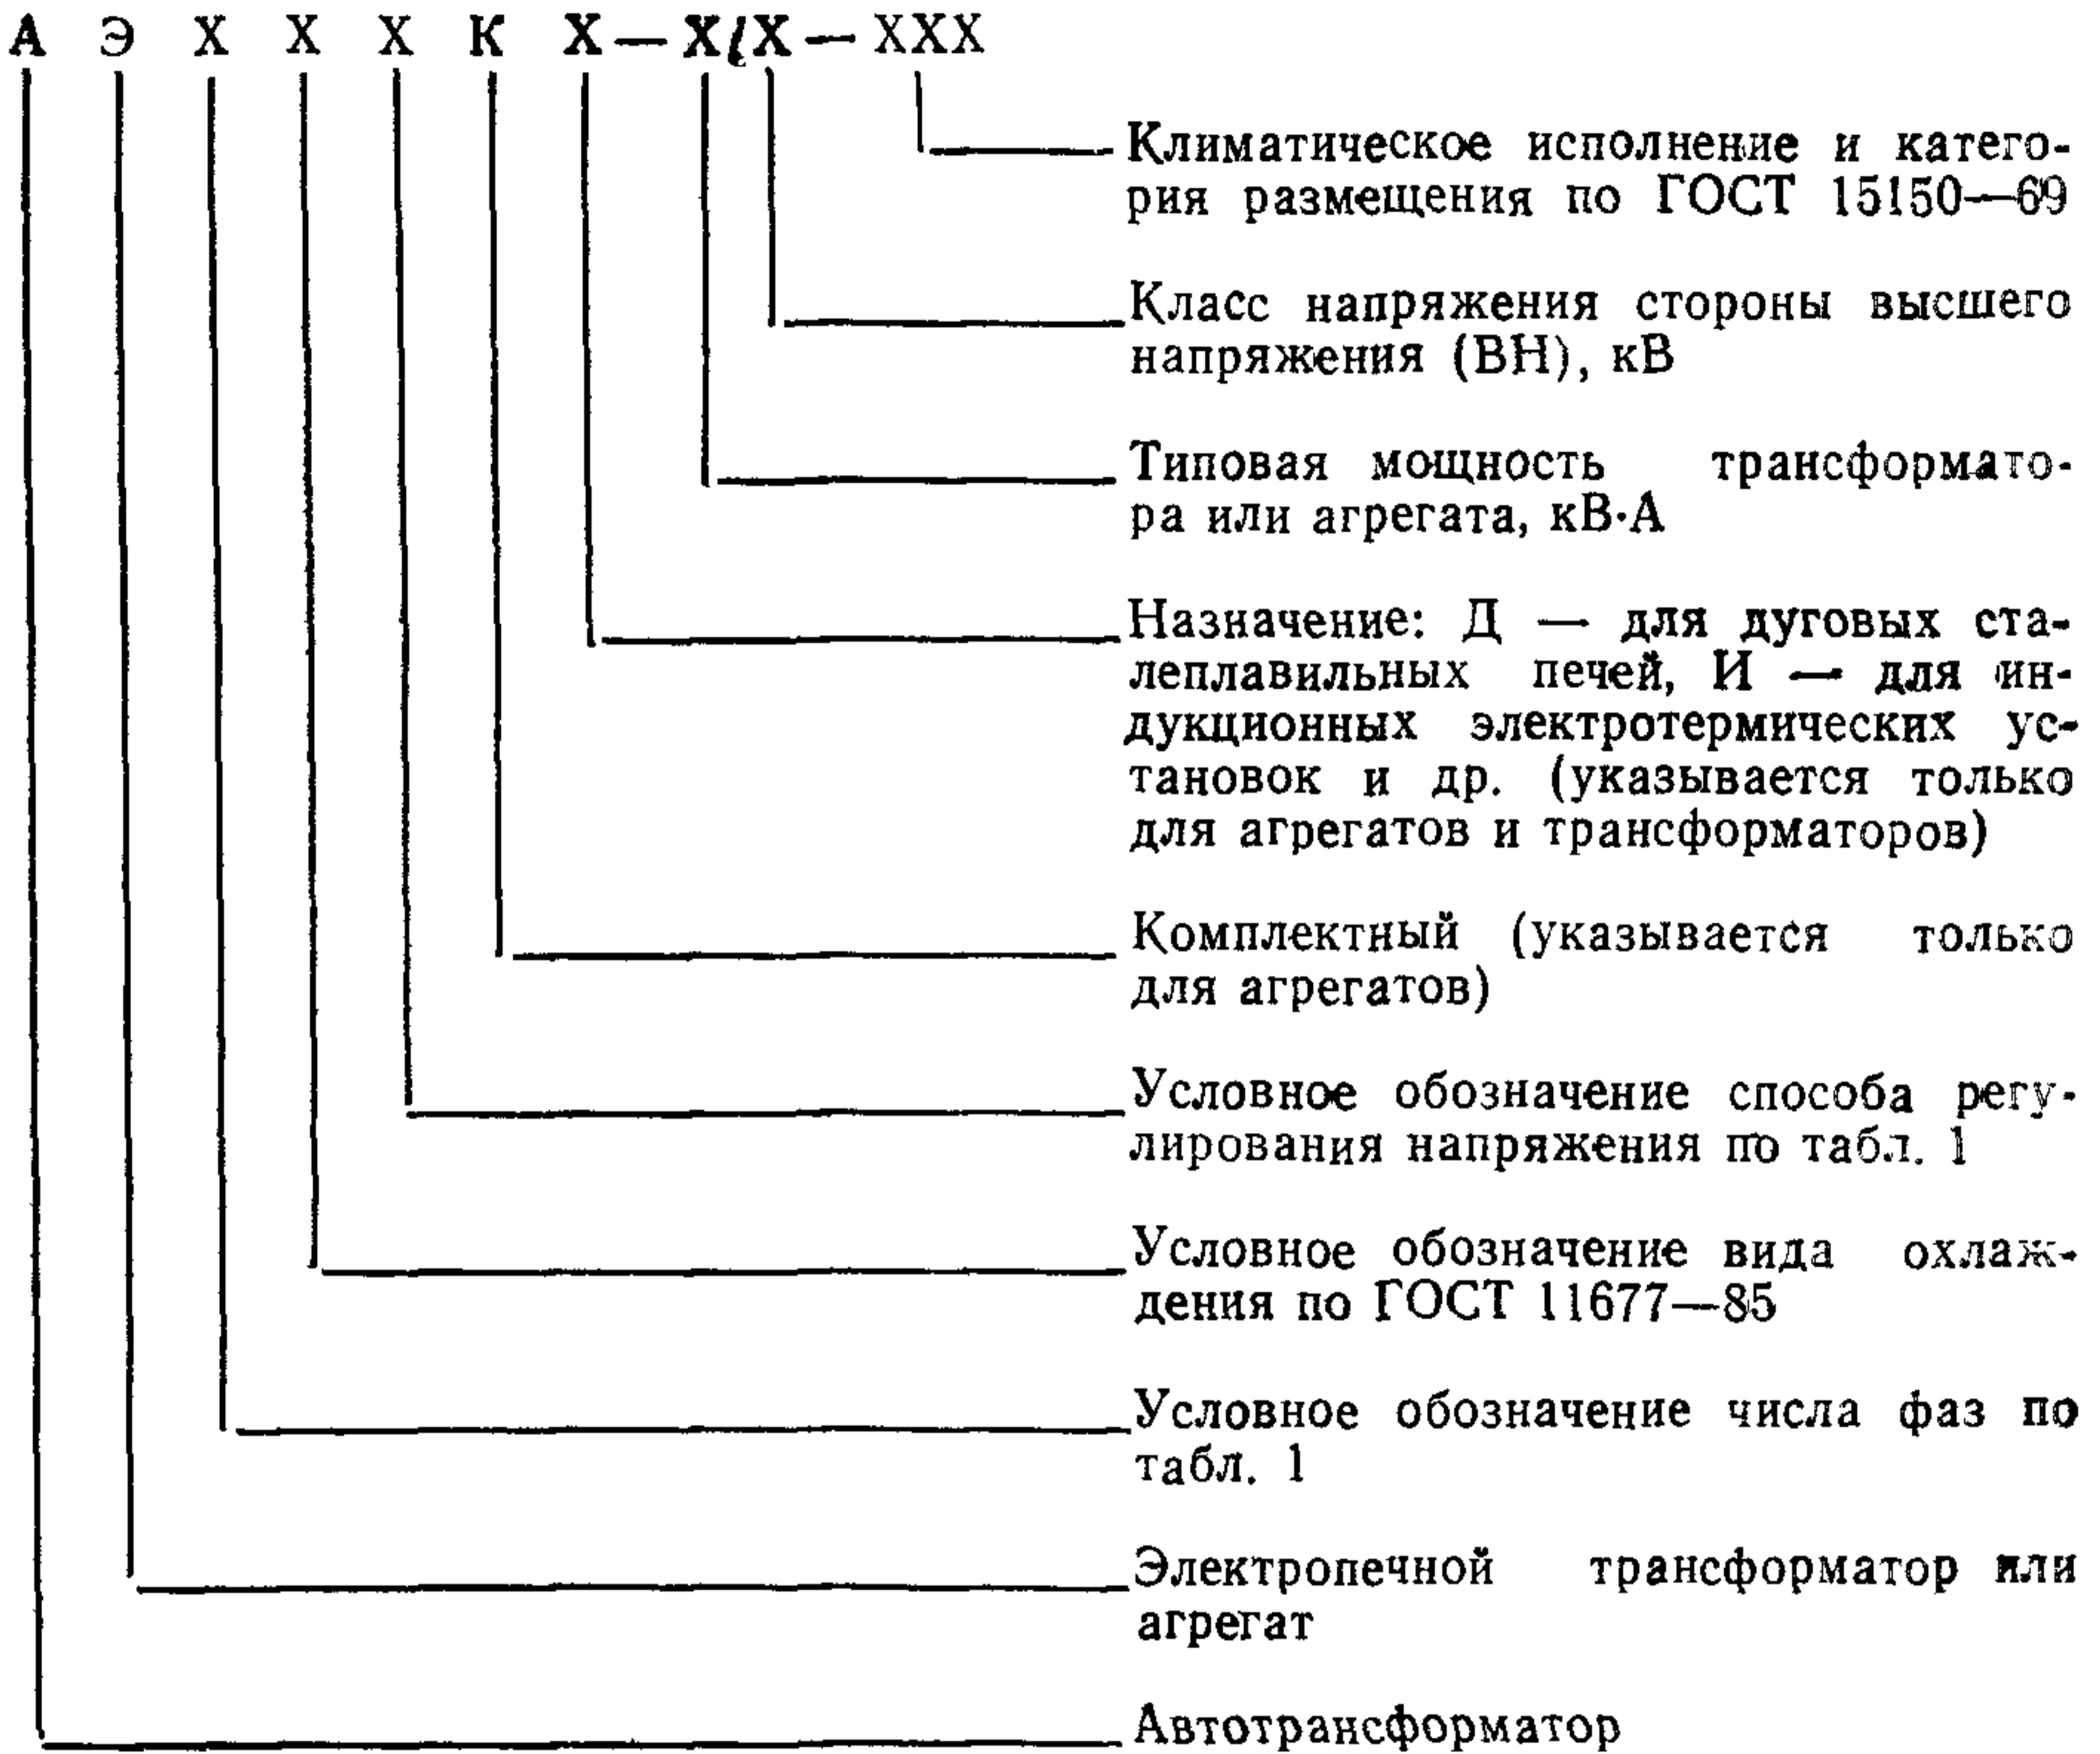 А Э Х Х Х К Х — Х/Х — ХХХ
Климатическое исполнение и катего-
рия размещения по ГОСТ 15150—69
Класс напряжения стороны высшего
напряжения (ВН), кВ
Типовая мощность трансформато-
ра или агрегата, кВ·А
Назначение: Д — для дуговых ста-
леплавильных печей, И — для ин-
дукционных электротермических ус-
тановок и др. (указывается только
для агрегатов и трансформаторов)
Комплектный (указывается только
для агрегатов)
Условное обозначение способа регу-
лирования напряжения по табл. 1
Условное обозначение вида охлаж-
дения по ГОСТ 11677—85
Условное обозначение числа фаз по
табл. 1
Электропечной трансформатор или
агрегат
Автотрансформатор